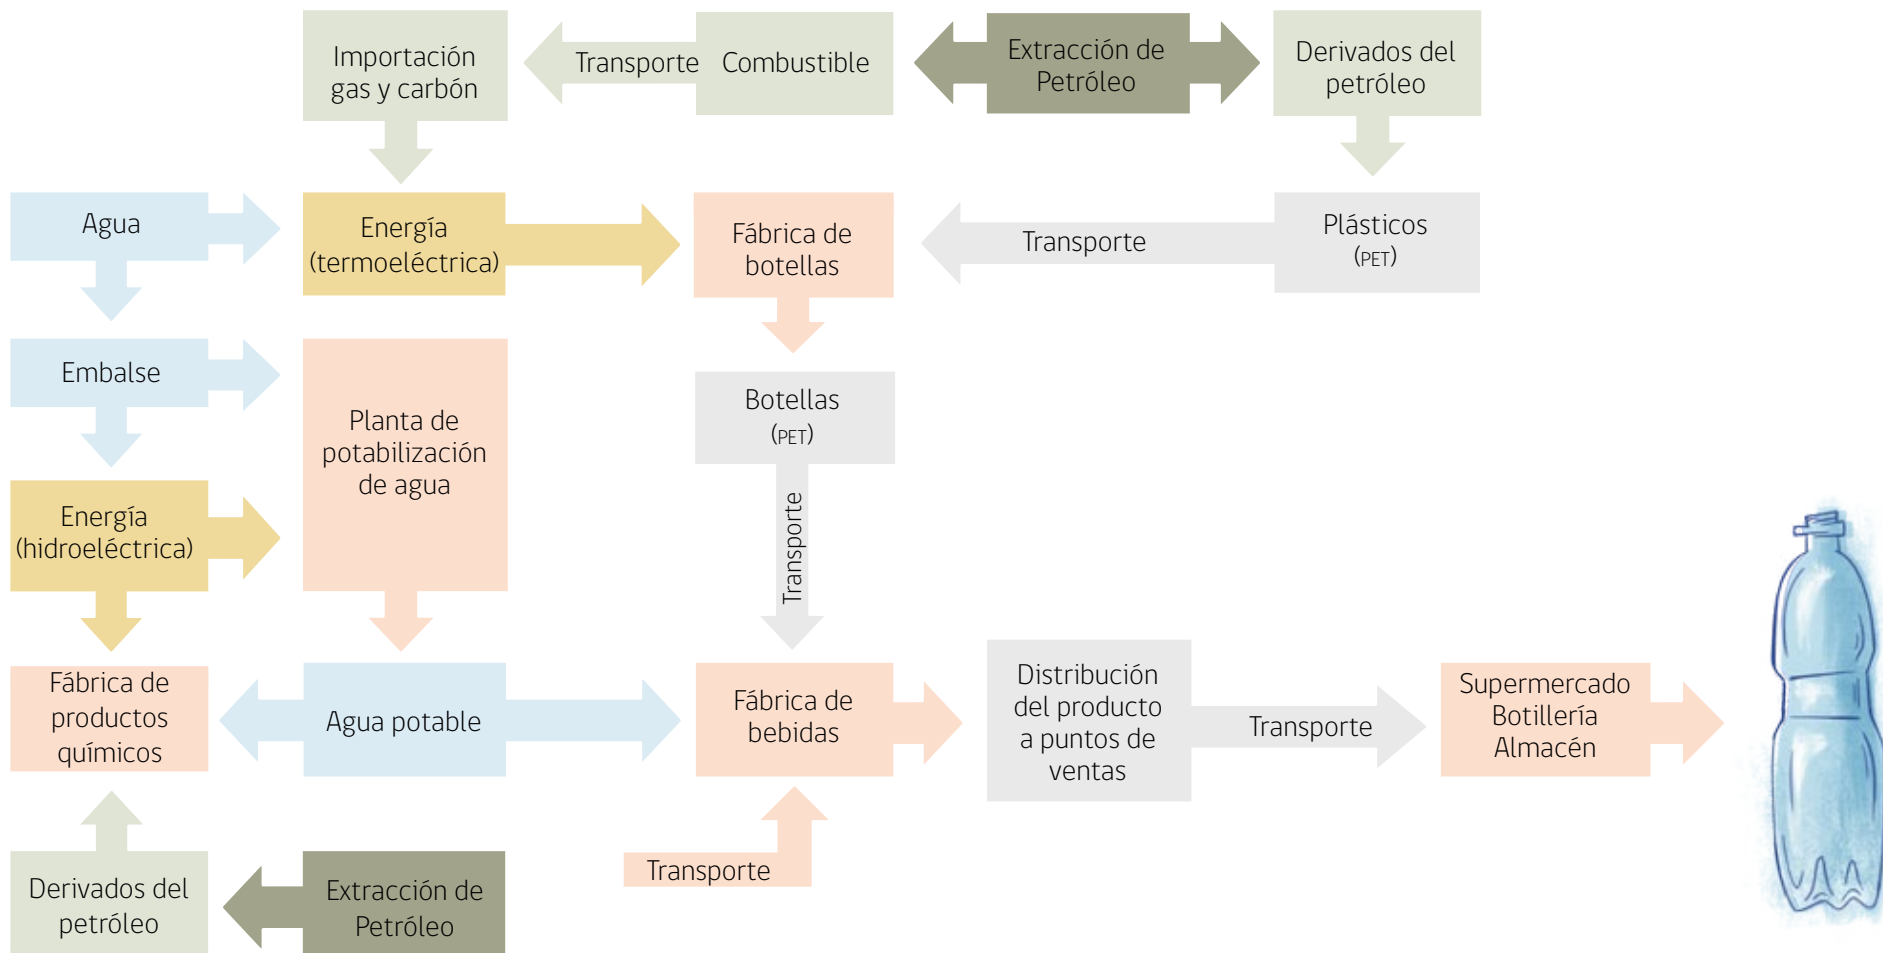 Importación
gas y carbón
Transporte
Combustible
Extracción de
Petróleo
Derivados del
petróleo
Agua
Energía
(termoeléctrica)
Fábrica de
botellas
Transporte
Plásticos
(PET)
Embalse
Planta de
potabilización
de agua
Botellas
(PET)
Transporte
Energía
(hidroeléctrica)
Fábrica de
productos
químicos
Agua potable
Fábrica de
bebidas
Distribución
del producto
a puntos de
ventas
Transporte
Supermercado
Botillería
Almacén
Derivados del
petróleo
Extracción de
Petróleo
Transporte